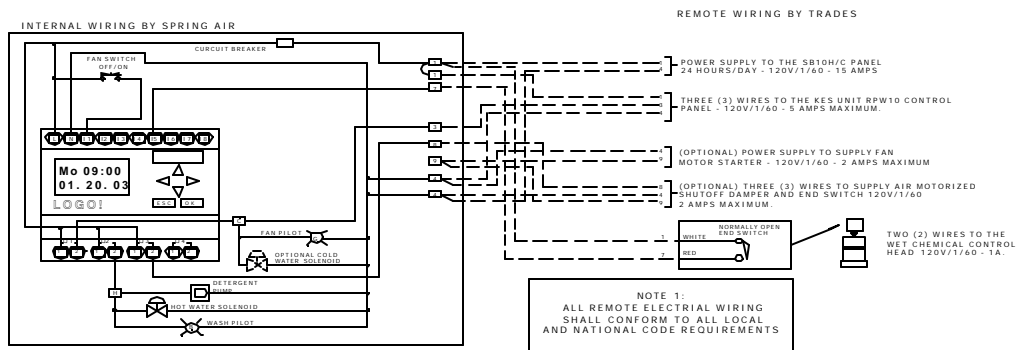 INTERNAL WIRING BY SPRING AIR
REMOTE WIRING BY TRADES
CURCUIT BREAKER
FAN SWITCH
OFF/ON
POWER SUPPLY TO THE SB10H/C PANEL
24 HOURS/DAY - 120V/1/60 - 15 AMPS
THREE (3) WIRES TO THE KES UNIT RPW10 CONTROL
PANEL - 120V/1/60 - 5 AMPS MAXIMUM.
(OPTIONAL) POWER SUPPLY TO SUPPLY FAN
MOTOR STARTER - 120V/1/60 - 2 AMPS MAXIMUM
(OPTIONAL) THREE (3) WIRES TO SUPPLY AIR MOTORIZED
SHUTOFF DAMPER AND END SWITCH 120V/1/60
2 AMPS MAXIMUM.
Mo 09:00
01. 20. 03
LOGO!
ESC OK
FAN PILOT
OPTIONAL COLD
WATER SOLENOID
DETERGENT
PUMP
HOT WATER SOLENOID
WASH PILOT
1 WHITE
7 RED
NORMALLY OPEN
END SWITCH
TWO (2) WIRES TO THE
WET CHEMICAL CONTROL
HEAD 120V/1/60 - 1A.
NOTE 1:
ALL REMOTE ELECTRIAL WIRING
SHALL CONFORM TO ALL LOCAL
AND NATIONAL CODE REQUIREMENTS